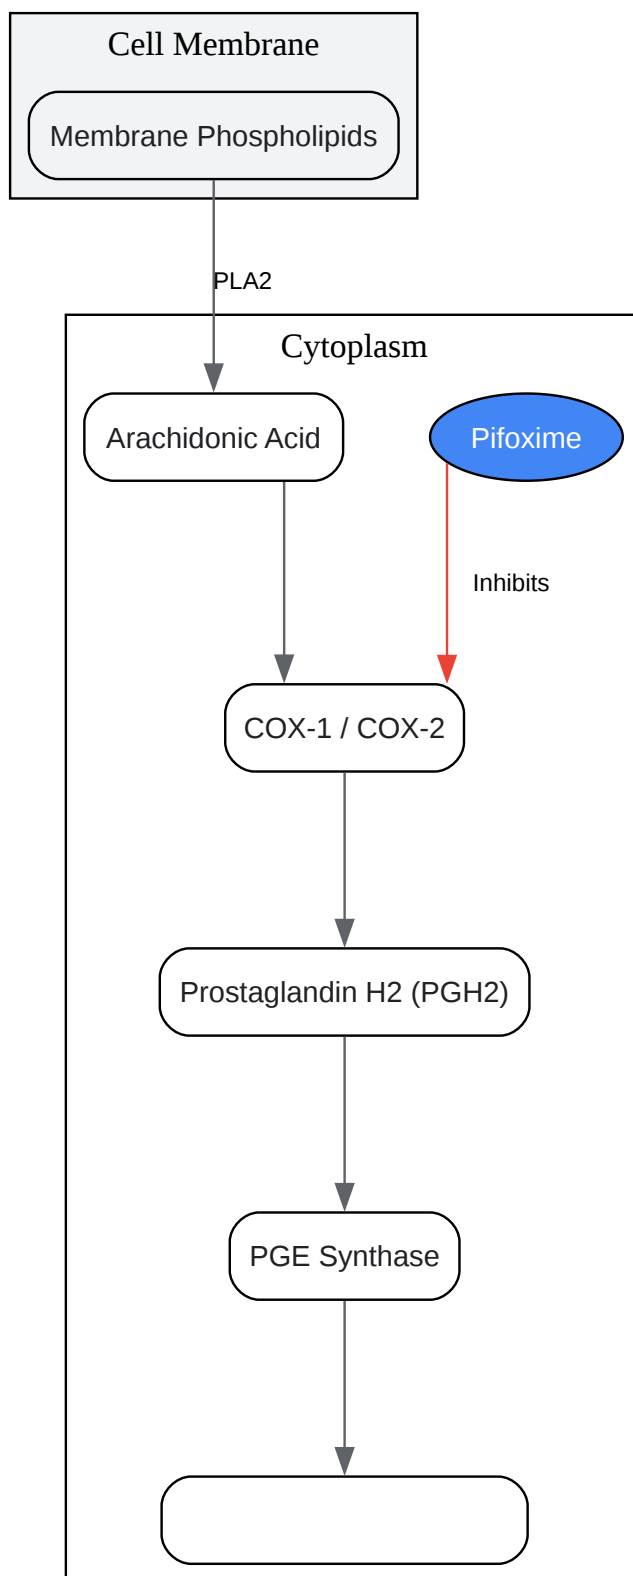 Cell Membrane
Membrane Phospholipids
PLA2
Cytoplasm
Arachidonic Acid
Pifoxime
Inhibits
COX-1 / COX-2
Prostaglandin H2 (PGH2)
PGE Synthase